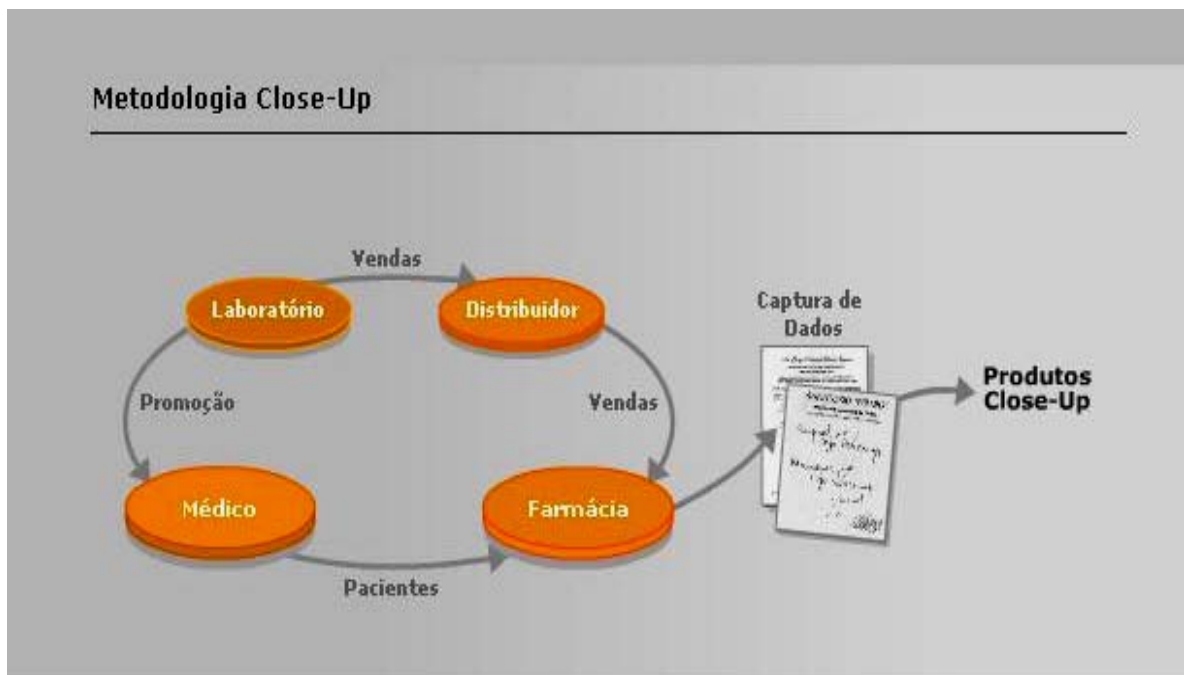 Metodologia Close-Up
Vendas
Laboratório
Distribuidor
Captura de
Dados
Promoção
Vendas
Produtos
Close-Up
Médico
Farmácia
Pacientes